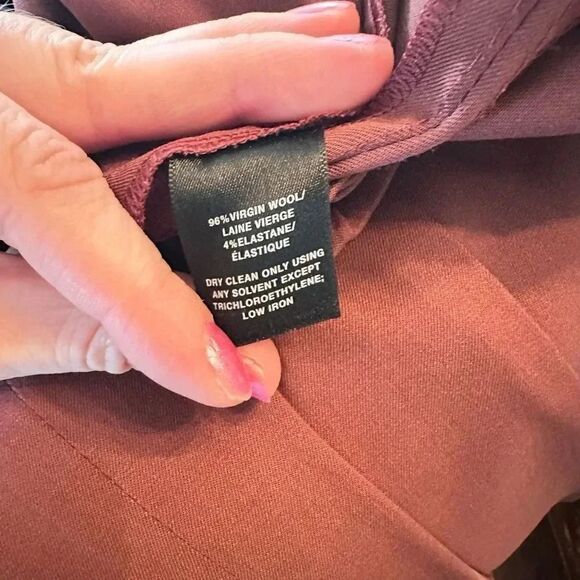 96%VIRGIN WOOL/
LAINE VIERGE
4%ELASTANE/
ÉLASTIQUE
DRY CLEAN ONLY USING
ANY SOLVENT EXCEPT
TRICHLOROETHYLENE;
LOW IRON